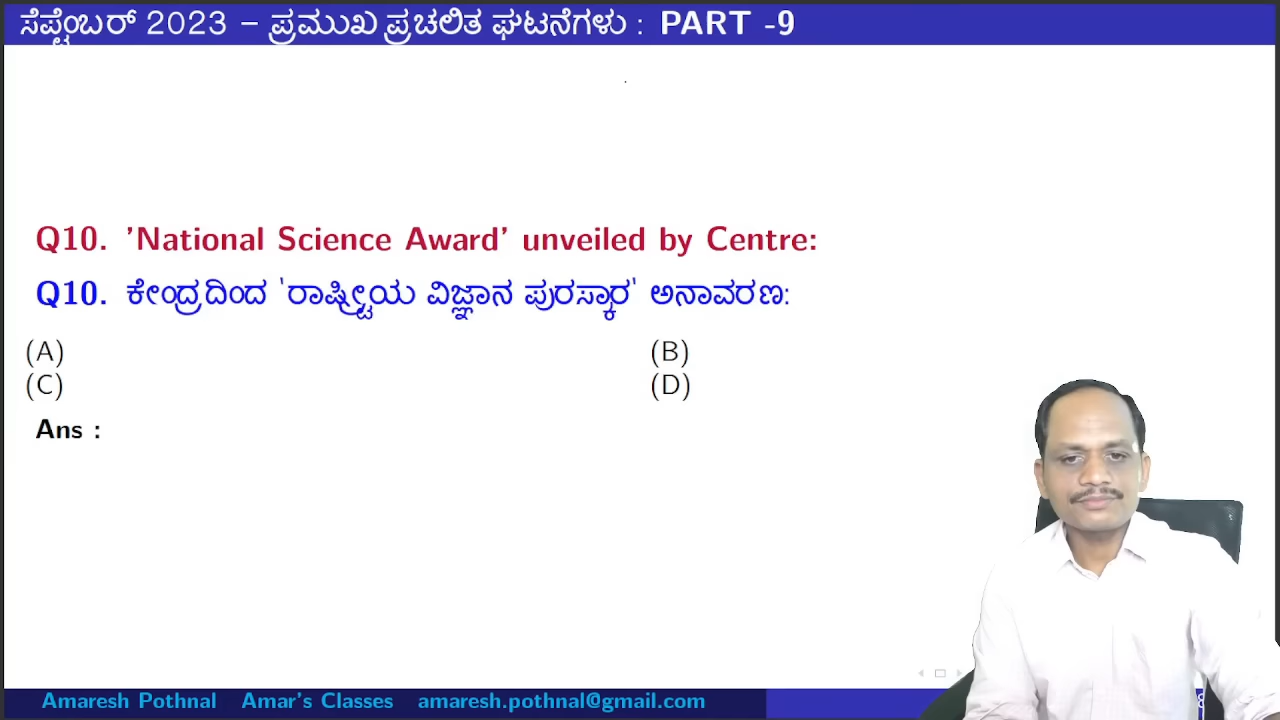 ಸೆಪ್ಟೆಂಬರ್ 2023 – ಪ್ರಮುಖ ಪ್ರಚಲಿತ ಘಟನೆಗಳು : PART -9
Q10. 'National Science Award' unveiled by Centre:
Q10. ಕೇಂದ್ರದಿಂದ 'ರಾಷ್ಟ್ರೀಯ ವಿಜ್ಞಾನ ಪುರಸ್ಕಾರ' ಅನಾವರಣ:
(A) (B)
(C) (D)
Ans :
Amaresh Pothnal Amar's Classes amaresh.pothnal@gmail.com